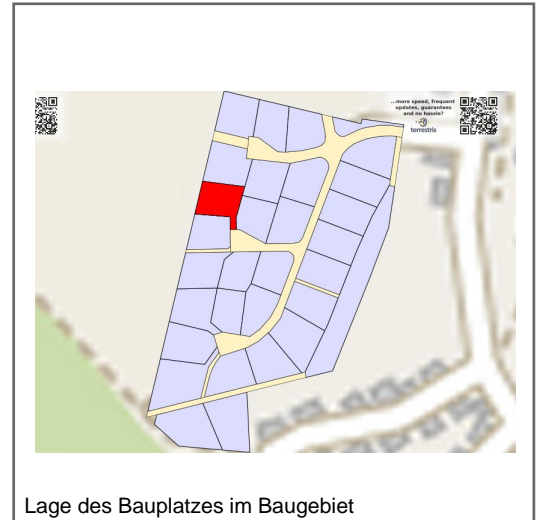 ...more speed, frequent
updates, guarantees
and no hassle?
terrestris
Lage des Bauplatzes im Baugebiet